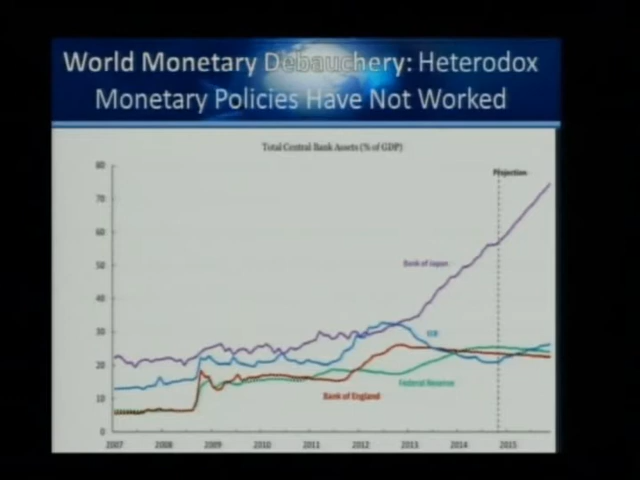 World Monetary Debauchery: Heterodox
Monetary Policies Have Not Worked
Total Central Bank Assets (% of GDP)
80
Projection
70
60
Bank of Japan
50
40
30
ECB
20
Federal Reserve
Bank of England
10
0
2007 2008 2009 2010 2011 2012 2013 2014 2015